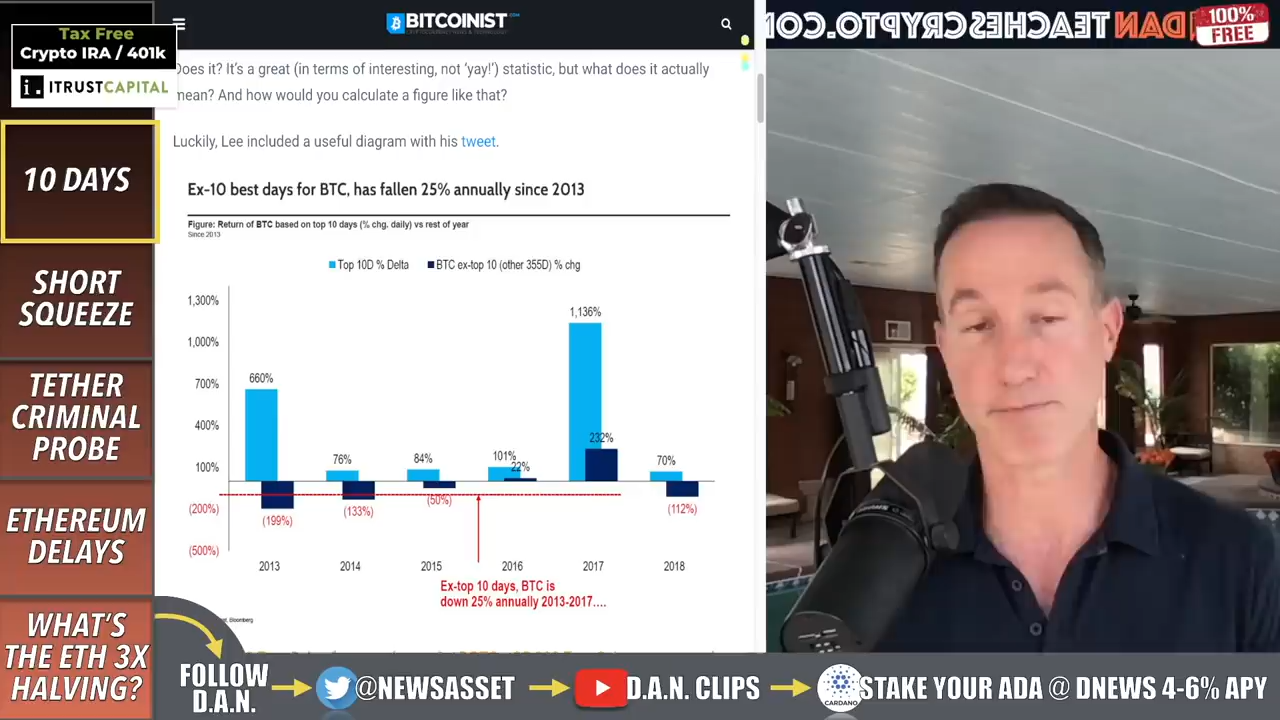 Tax Free
Crypto IRA / 401k
ITRUSTCAPITAL
10 DAYS
SHORT
SQUEEZE
TETHER
CRIMINAL
PROBE
ETHEREUM
DELAYS
WHAT'S
THE ETH 3X
HALVING?
BITCOINIST
.COM
Does it? It's a great (in terms of interesting, not 'yay!') statistic, but what does it actually
mean? And how would you calculate a figure like that?
Luckily, Lee included a useful diagram with his tweet.
Ex-10 best days for BTC, has fallen 25% annually since 2013
Figure: Return of BTC based on top 10 days (% chg. daily) vs rest of year
Since 2013
Top 10D % Delta
BTC ex-top 10 (other 355D) % chg
1,300%
1,000%
700%
400%
100%
(200%)
(500%)
660%
(199%)
76%
(133%)
84%
(50%)
101%
22%
1,136%
232%
70%
(112%)
2013
2014
2015
2016
2017
2018
Ex-top 10 days, BTC is
down 25% annually 2013-2017....
Bloomberg
DAN TEACHESCRYPTO.COM
100%
FREE
FOLLOW
D.A.N.
@NEWSASSET
D.A.N. CLIPS
CARDANO
STAKE YOUR ADA @ DNEWS 4-6% APY